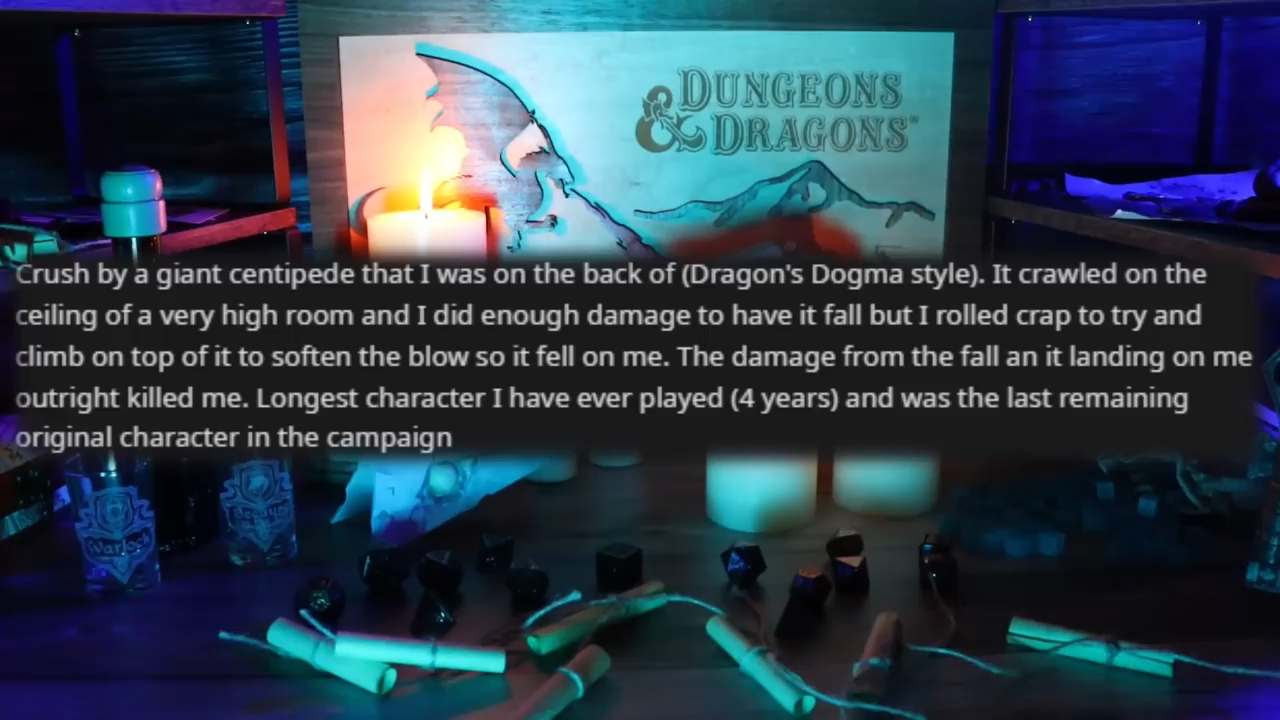 DUNGEONS
& DRAGONS®
Crush by a giant centipede that I was on the back of (Dragon's Dogma style). It crawled on the
ceiling of a very high room and I did enough damage to have it fall but I rolled crap to try and
climb on top of it to soften the blow so it fell on me. The damage from the fall an it landing on me
outright killed me. Longest character I have ever played (4 years) and was the last remaining
original character in the campaign
Warlock